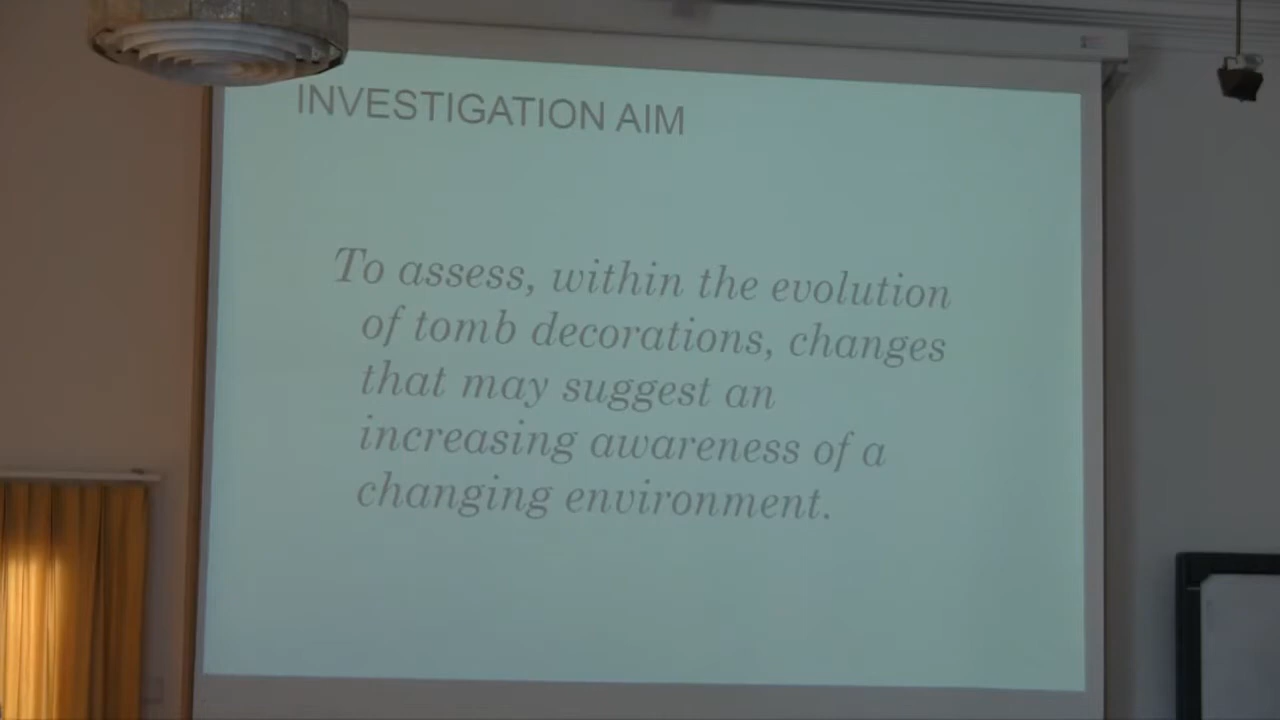 INVESTIGATION AIM
To assess, within the evolution
of tomb decorations, changes
that may suggest an
increasing awareness of a
changing environment.